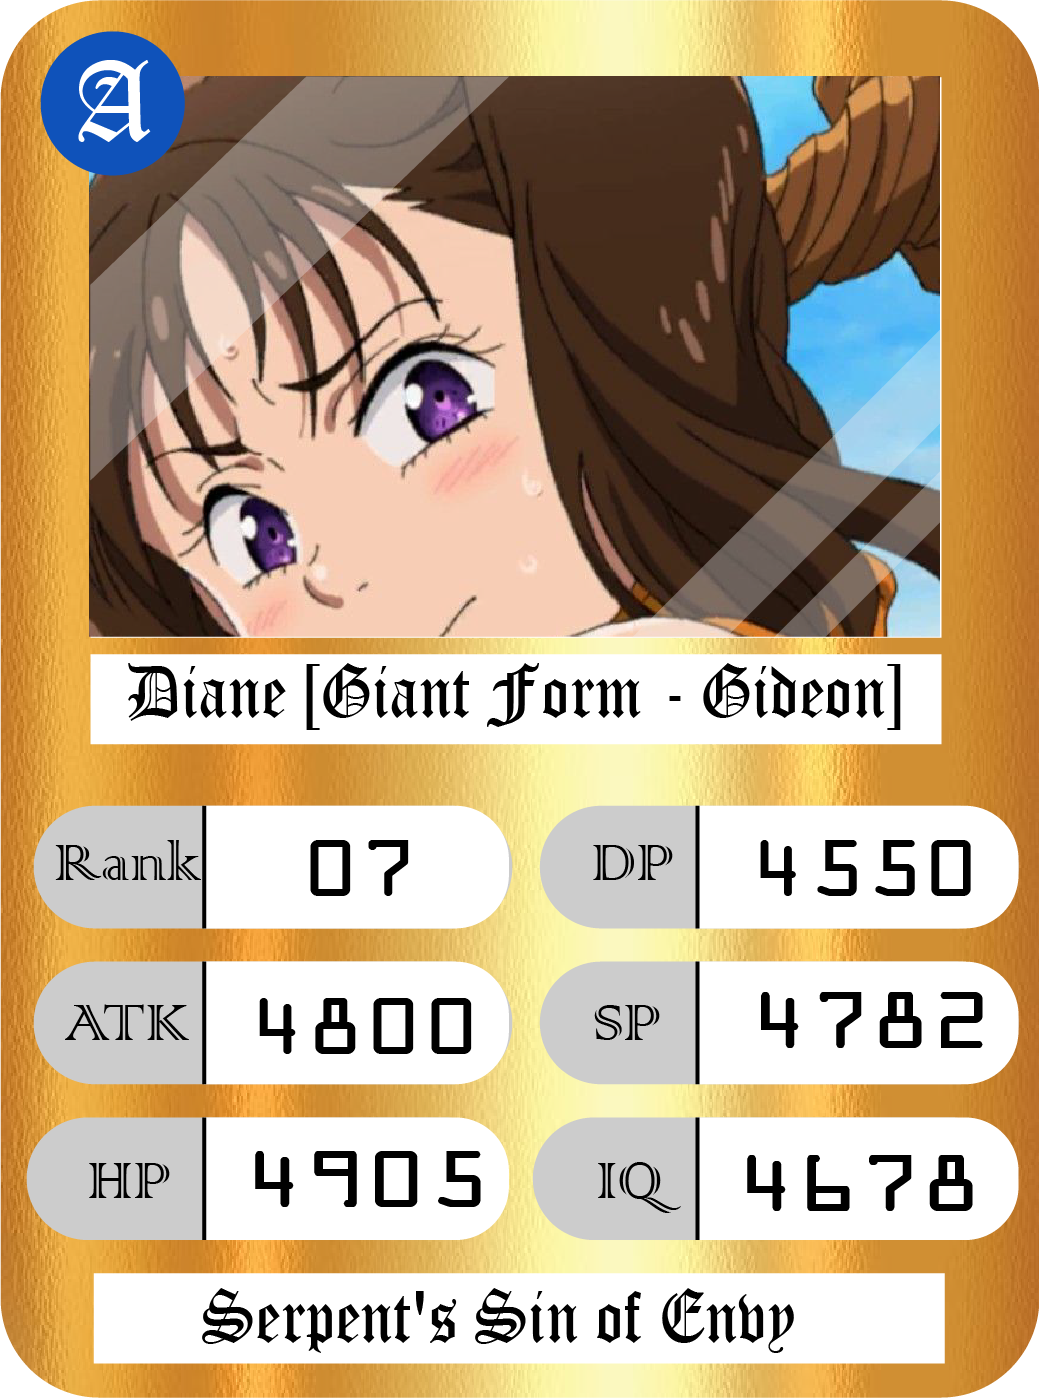 A
Diane [Giant Form - Gideon]
Rank 07
DP 4550
ATK 4800
SP 4782
HP 4905
IQ 4678
Serpent's Sin of Envy